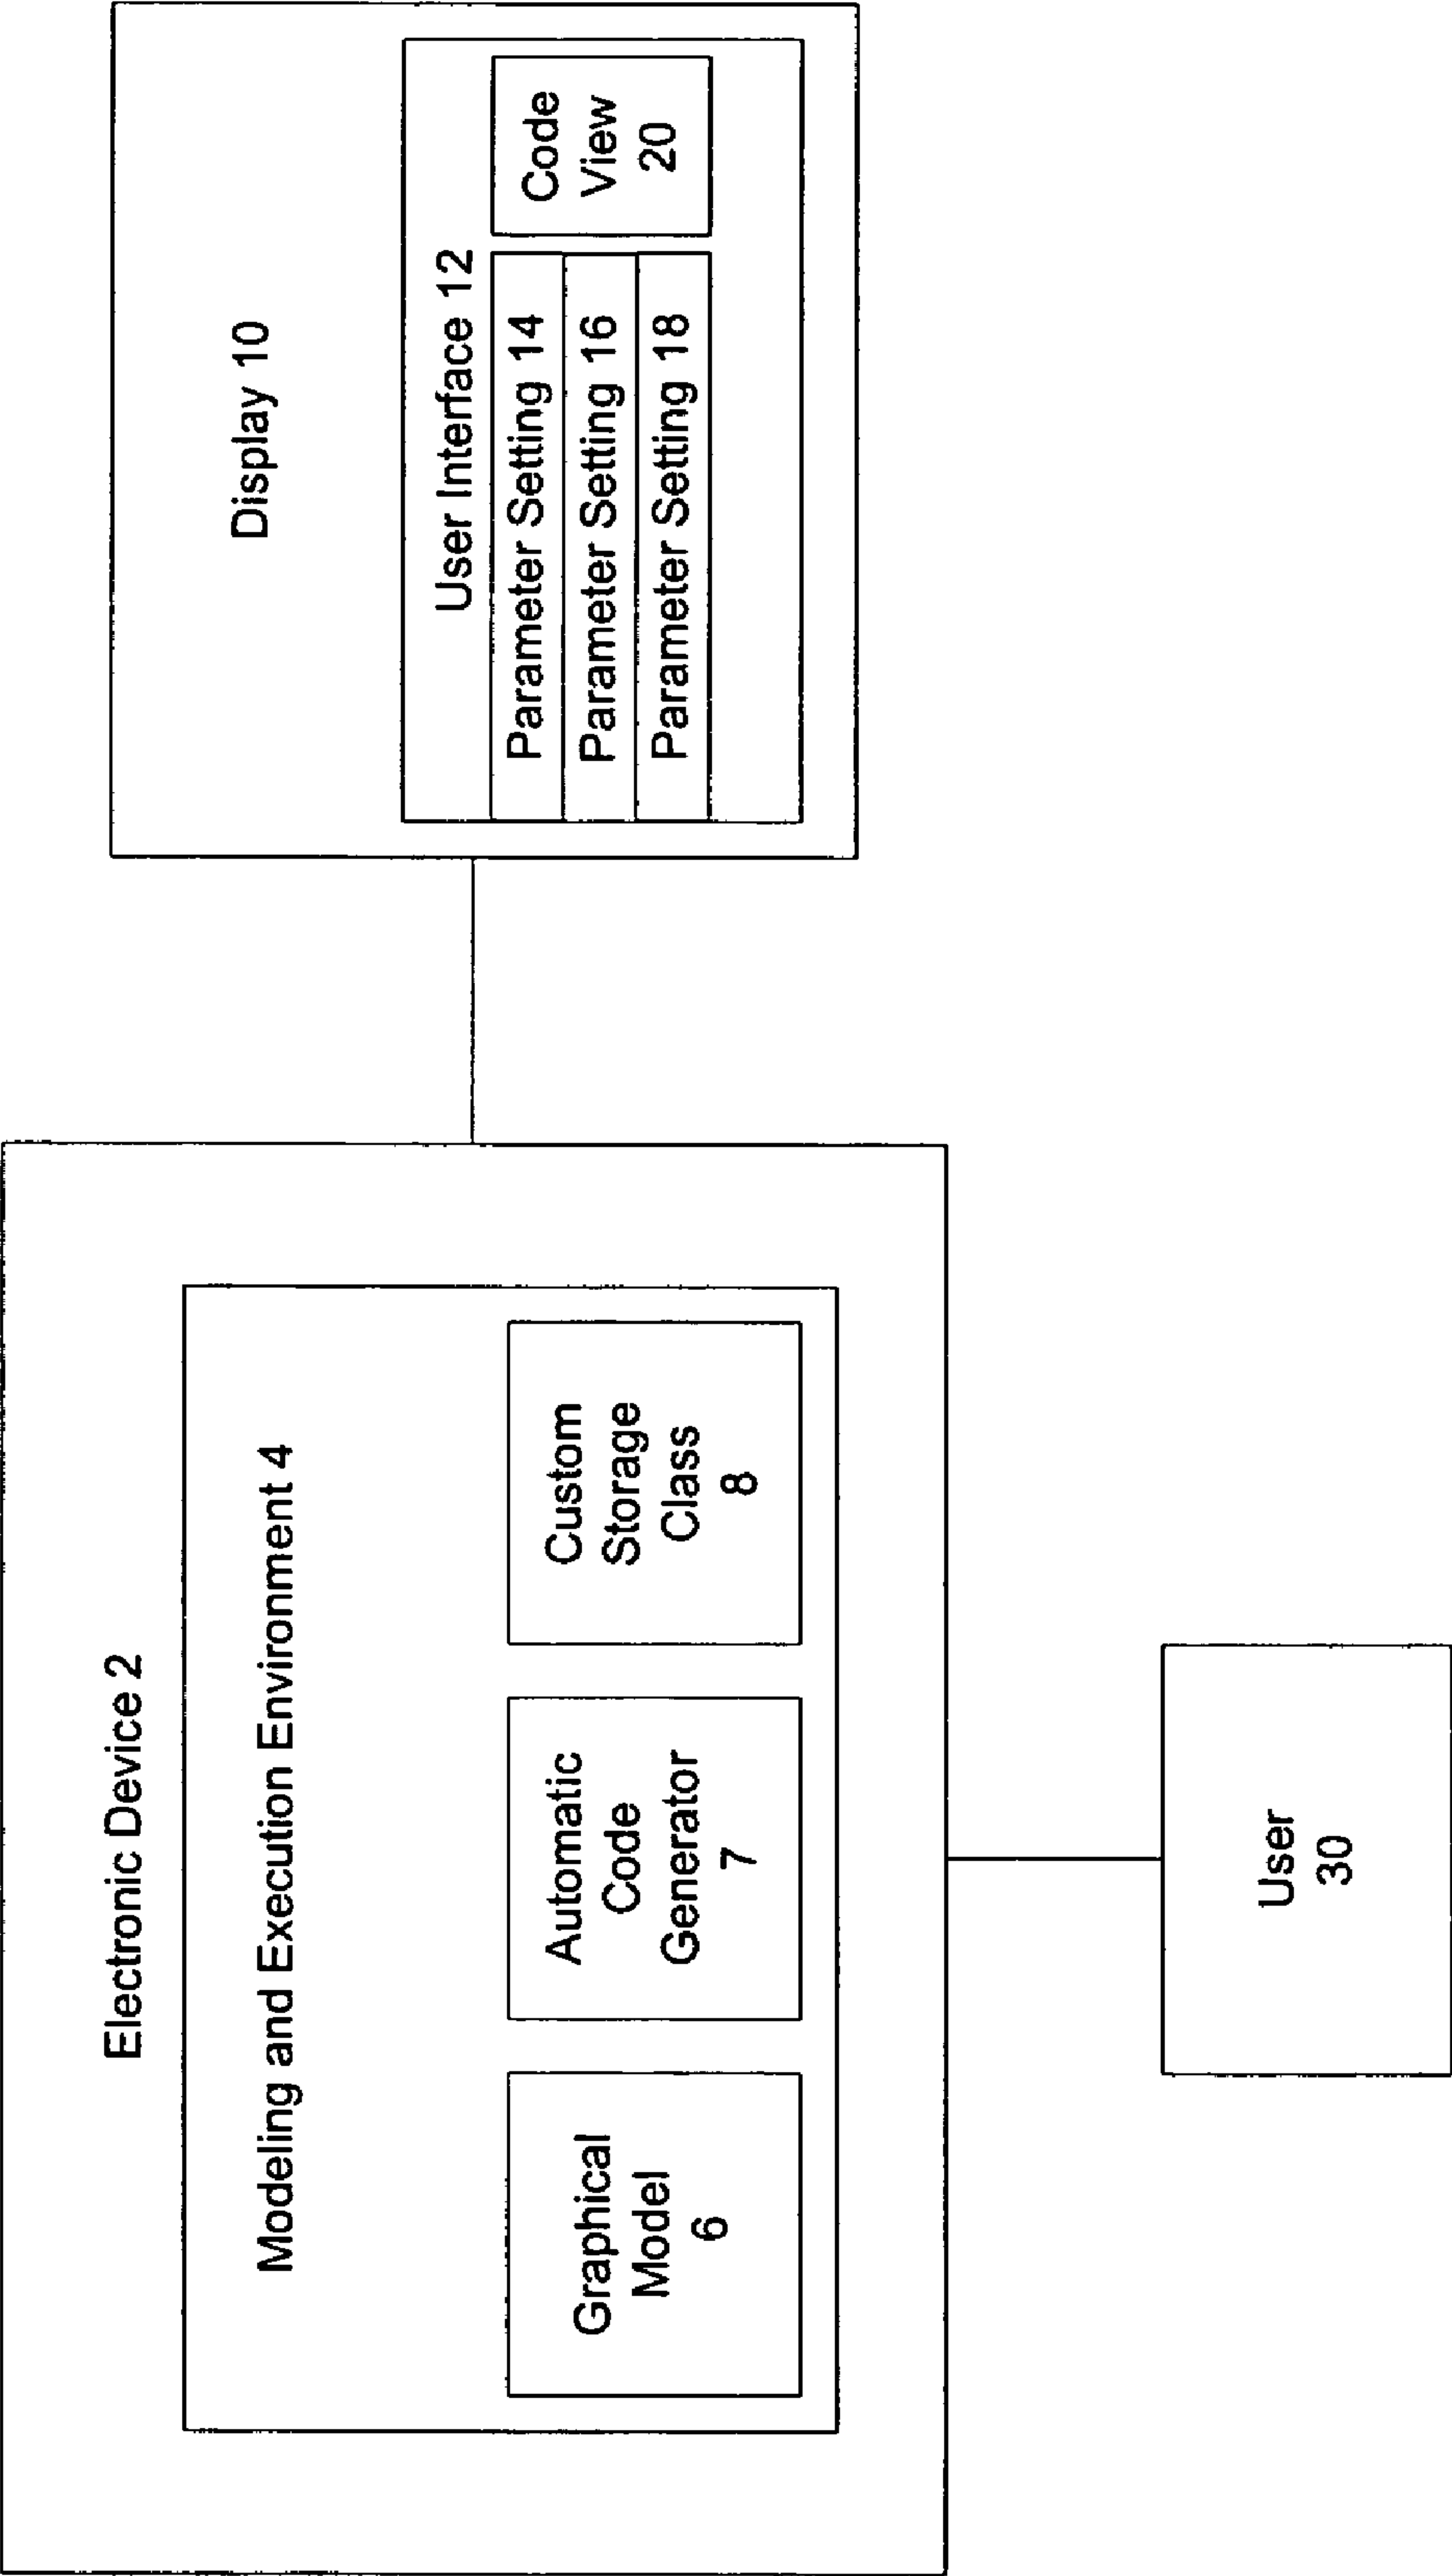 Electronic Device 2
Modeling and Execution Environment 4
Graphical
Model
6
Automatic
Code
Generator
7
Custom
Storage
Class
8
User
30
Display 10
User Interface 12
Parameter Setting 14
Parameter Setting 16
Parameter Setting 18
Code
View
20